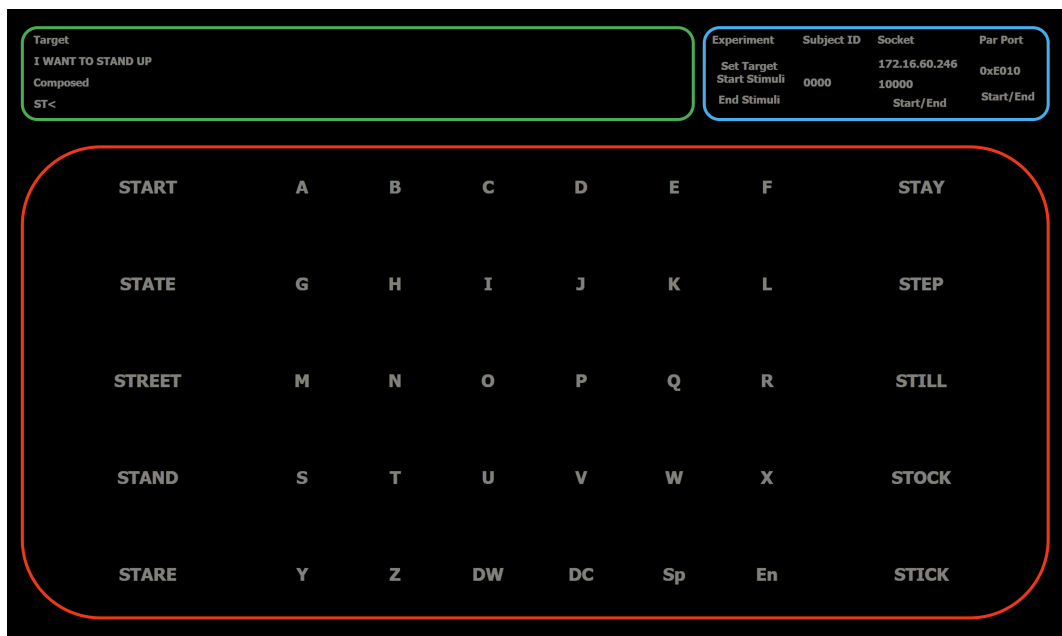 Target
I WANT TO STAND UP
Composed
ST<
Experiment Subject ID Socket Par Port
Set Target 172.16.60.246
Start Stimuli 0000 10000 0xE010
End Stimuli Start/End Start/End
START A B C D E F STAY
STATE G H I J K L STEP
STREET M N O P Q R STILL
STAND S T U V W X STOCK
STARE Y Z DW DC Sp En STICK